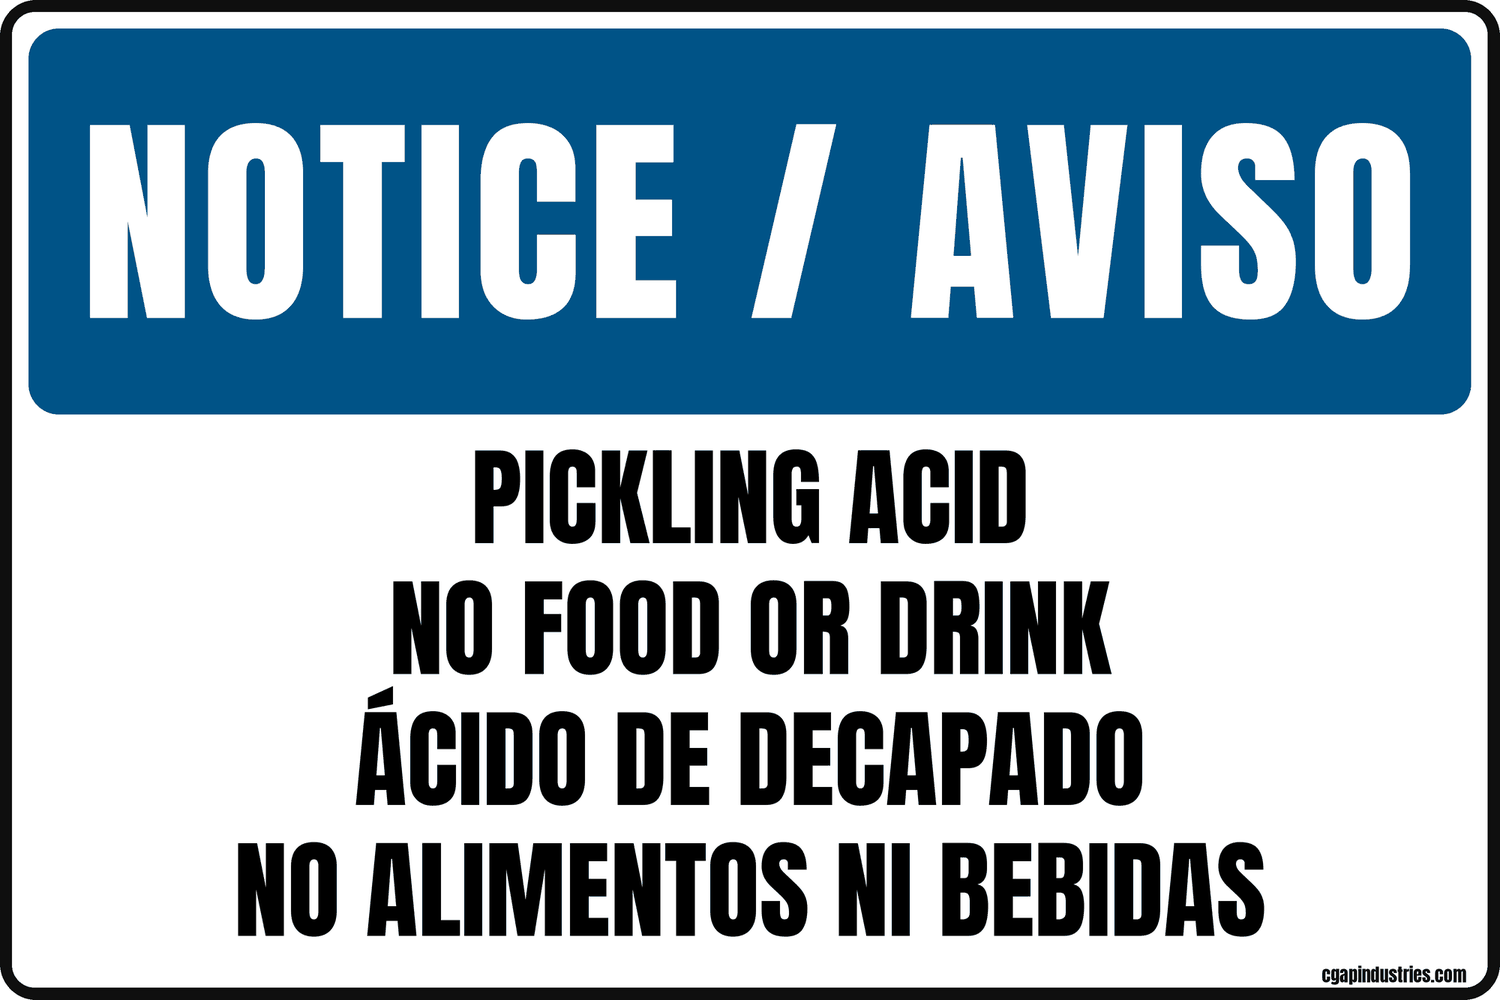 NOTICE / AVISO
PICKLING ACID
NO FOOD OR DRINK
ÁCIDO DE DECAPADO
NO ALIMENTOS NI BEBIDAS
cgapindustries.com